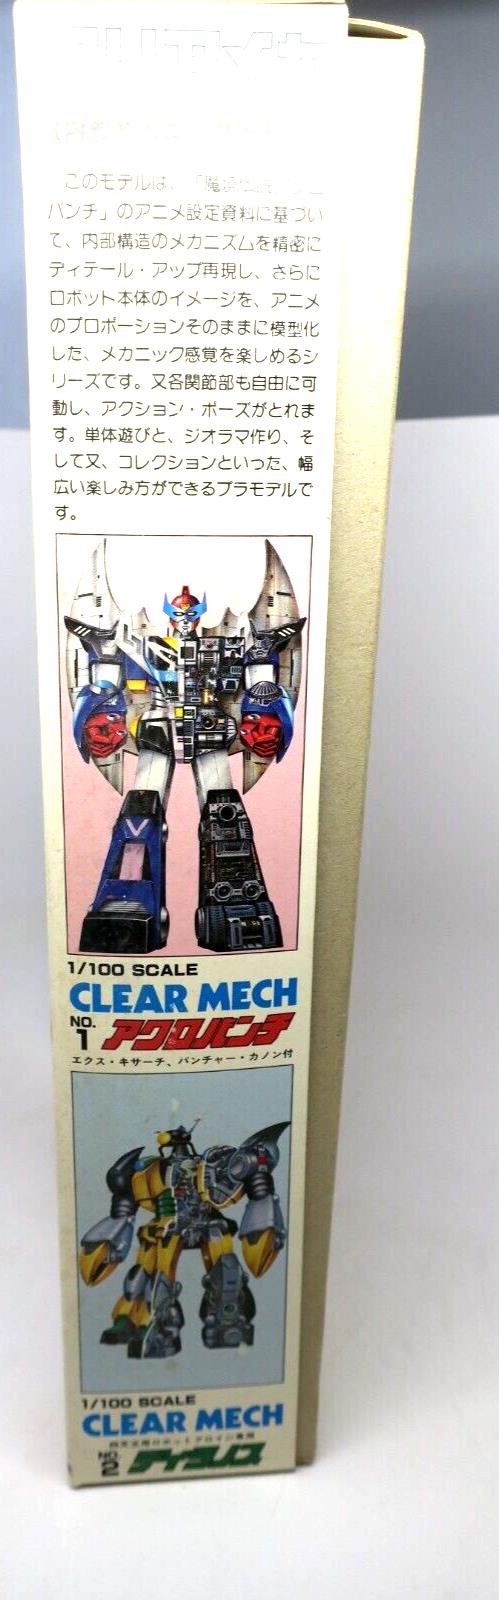 このモデルは、「魔境伝説
パンチ」のアニメ設定資料に基づい
て、内部構造のメカニズムを精密に
ディテール・アップ再現し、さらに
ロボット本体のイメージを、アニメ
のプロポーションそのままに模型化
した、メカニック感覚を楽しめるシ
リーズです。又各関節部も自由に可
動し、アクション・ポーズがとれま
す。単体遊びと、ジオラマ作り、そ
して又、コレクションといった、幅
広い楽しみ方ができるプラモデルで
す。
V
1/100 SCALE
CLEAR MECH
NO. 1 アクロバンチ
エクス・キサーチ、パンチャー・カノン付
1/100 SCALE
CLEAR MECH
NO. 2 ティラノス